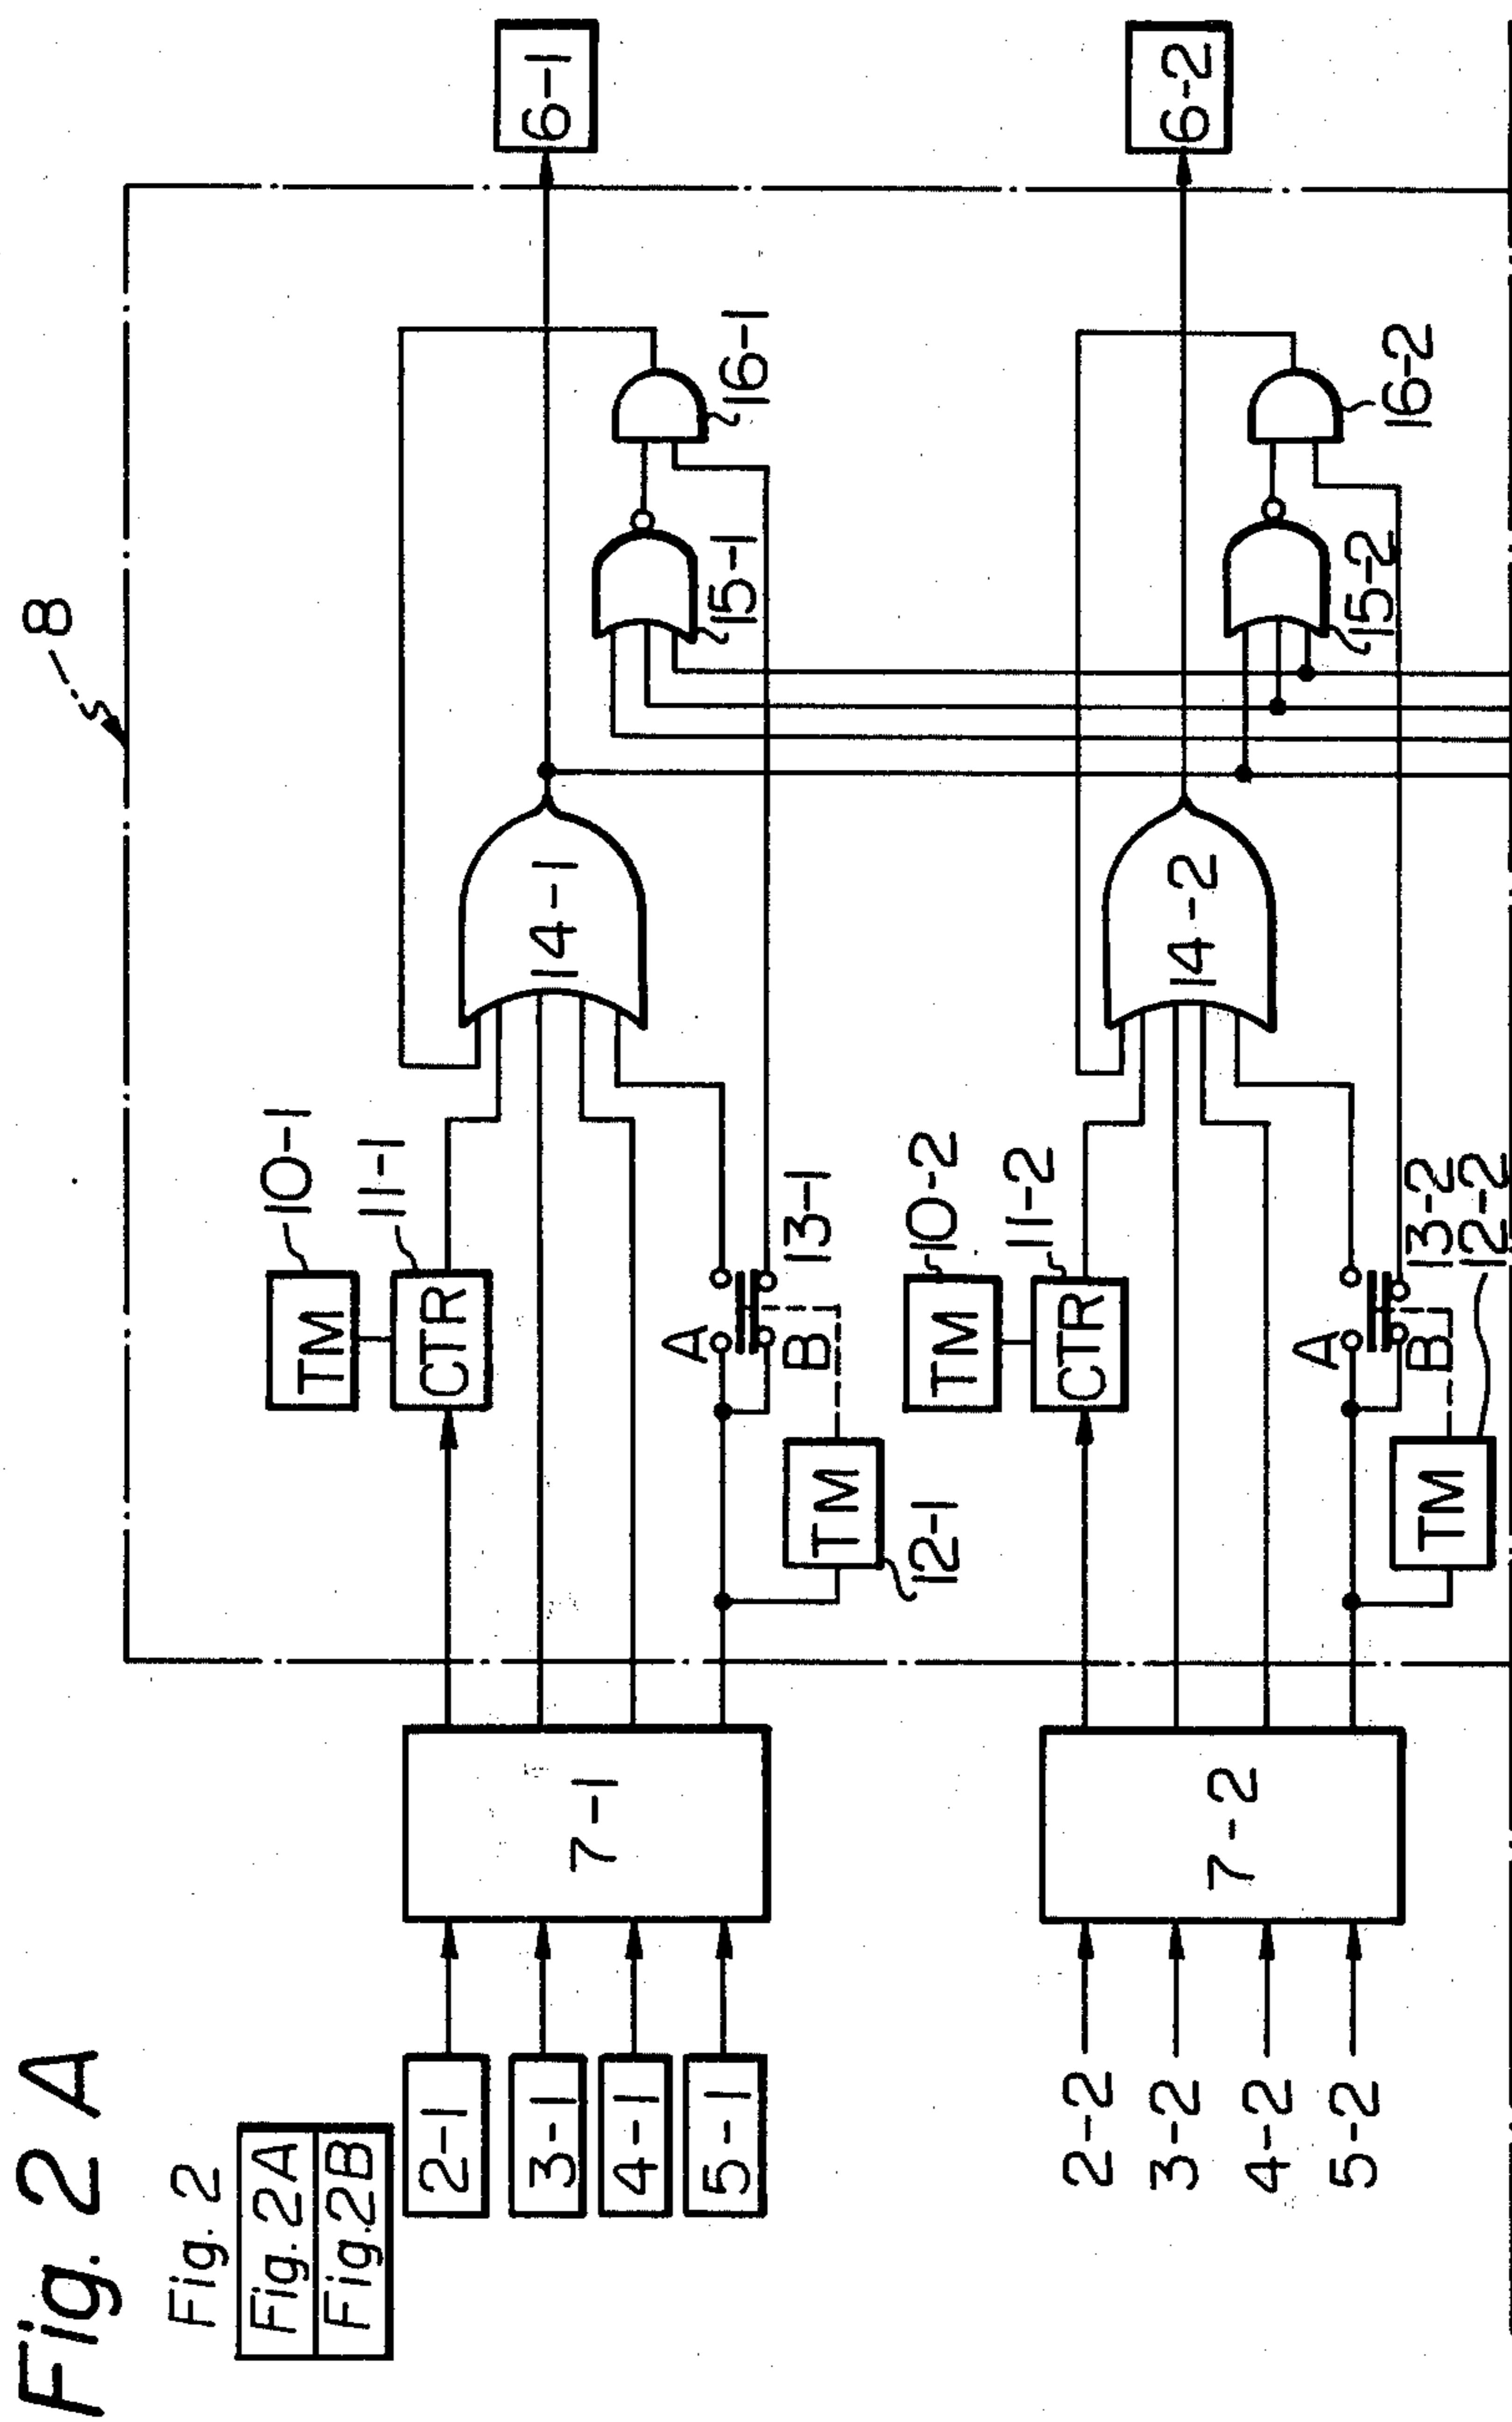 Fig. 2 A
Fig. 2
Fig. 2A
Fig. 2B
8
2-1
3-1
4-1
5-1
7-1
TM
10-1
CTR
11-1
A
B
13-1
TM
12-1
14-1
15-1
16-1
6-1
2-2
3-2
4-2
5-2
7-2
TM
10-2
CTR
11-2
A
B
13-2
TM
12-2
14-2
15-2
16-2
6-2